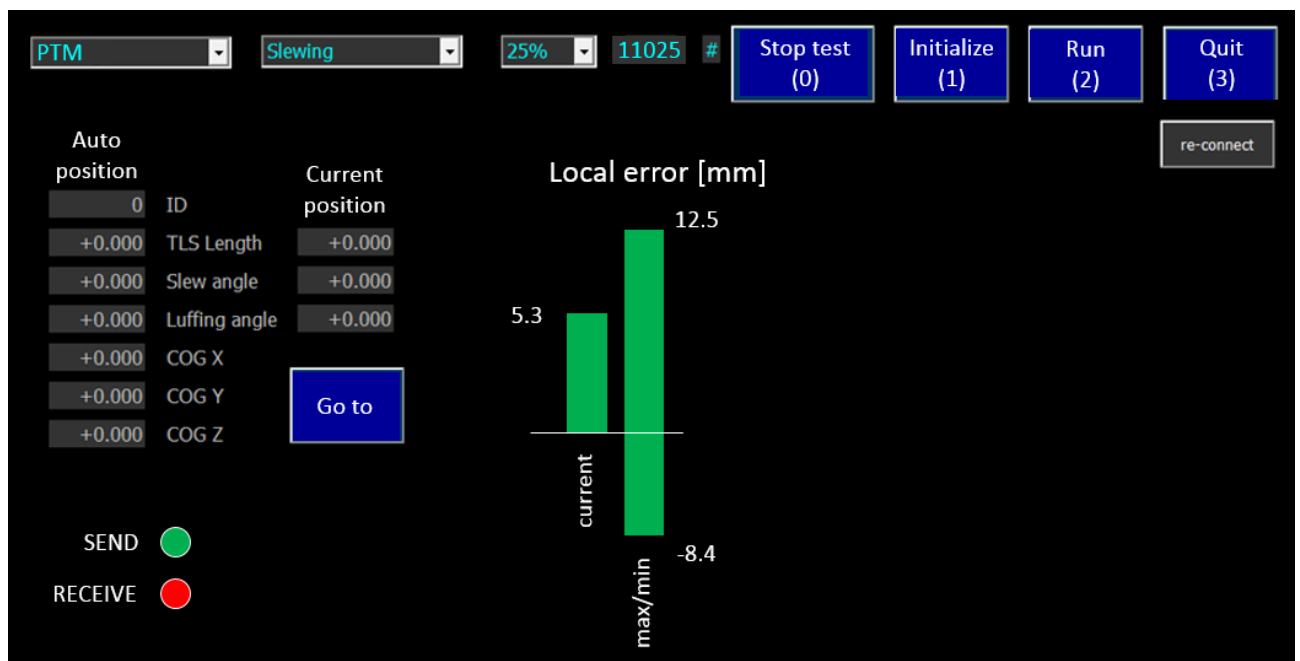 PTM
Slewing
25%
11025 #
Stop test
(0)
Initialize
(1)
Run
(2)
Quit
(3)
re-connect
Auto
position
Current
position
0 ID
+0.000 TLS Length +0.000
+0.000 Slew angle +0.000
+0.000 Luffing angle +0.000
+0.000 COG X
+0.000 COG Y
+0.000 COG Z
Go to
SEND
RECEIVE
Local error [mm]
12.5
5.3
current
-8.4
max/min